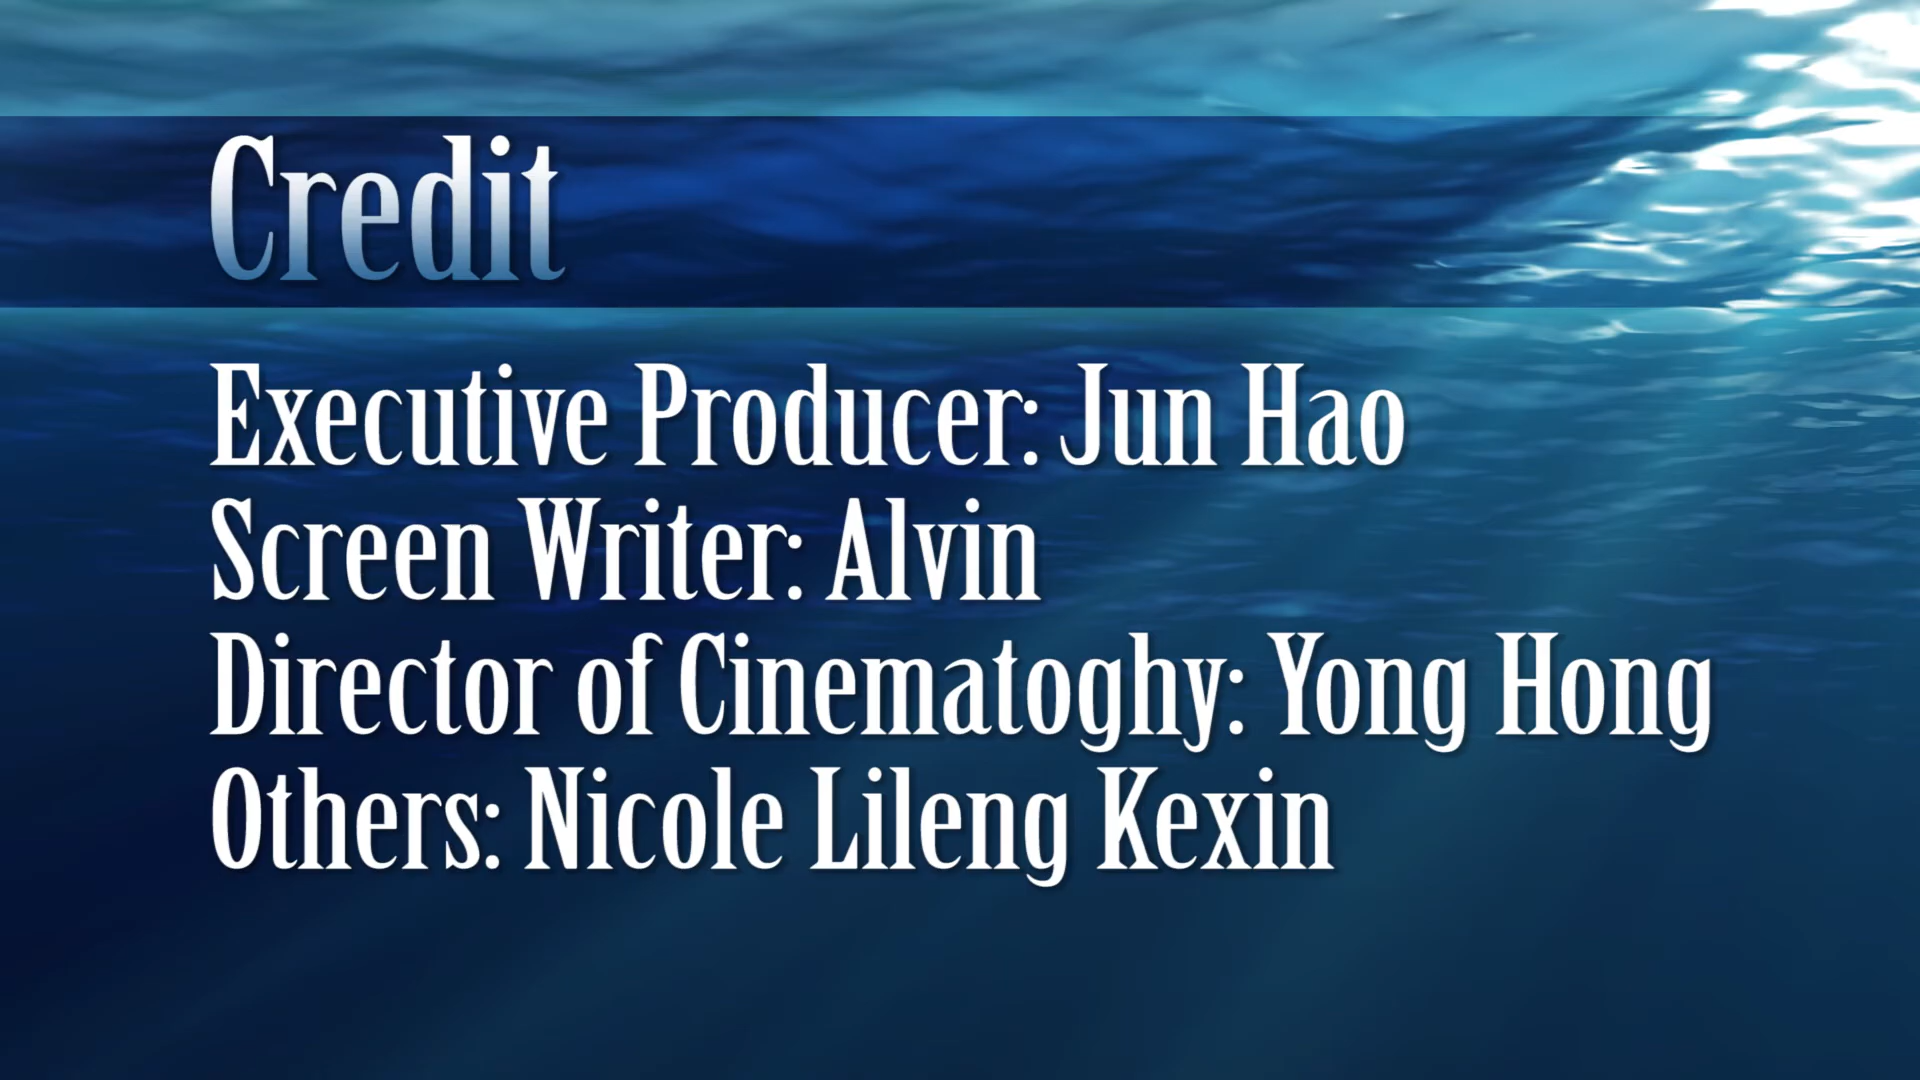 Credit
Executive Producer: Jun Hao
Screen Writer: Alvin
Director of Cinematoghy: Yong Hong
Others: Nicole Lileng Kexin